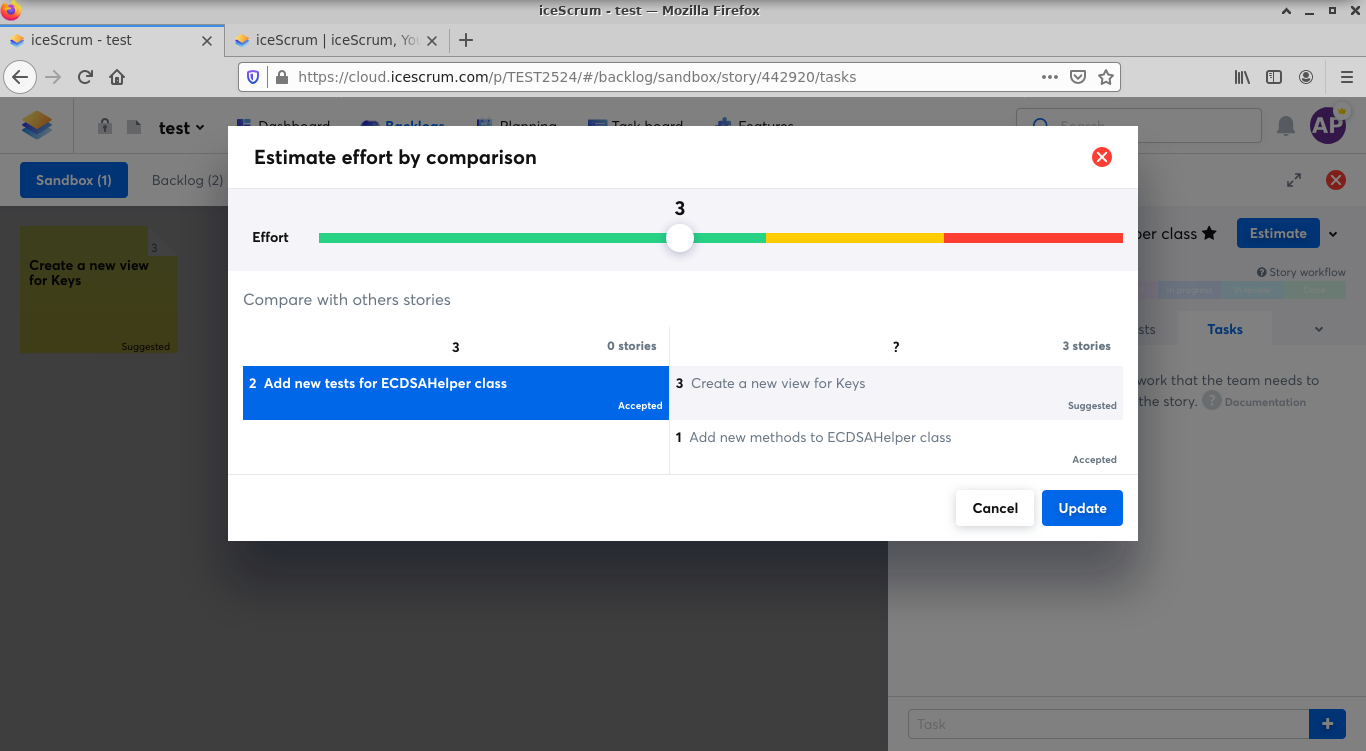 iceScrum - test — Mozilla Firefox
iceScrum - test
iceScrum | iceScrum, You
https://cloud.icescrum.com/p/TEST2524/#/backlog/sandbox/story/442920/tasks
test
Dashboard
Backlogs
Planning
Task board
Features
Search
AP
Sandbox (1)
Backlog (2)
Estimate effort by comparison
3
Effort
Compare with others stories
3
0 stories
?
3 stories
2 Add new tests for ECDSAHelper class
Accepted
3 Create a new view for Keys
Suggested
1 Add new methods to ECDSAHelper class
Accepted
Cancel
Update
3
Create a new view
for Keys
Suggested
per class
Estimate
Story workflow
In progress
In review
Done
sts
Tasks
work that the team needs to
the story. ? Documentation
Task